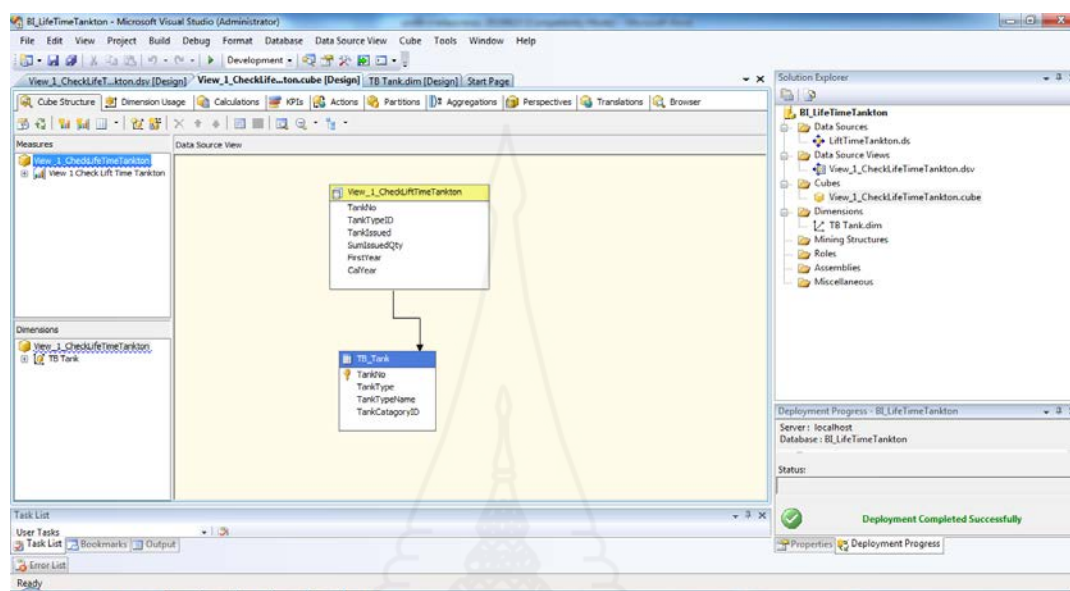 BI_LifeTimeTankton - Microsoft Visual Studio (Administrator)
File Edit View Project Build Debug Format Database Data Source View Cube Tools Window Help
Development
View_1_CheckLifeT...kton.dsv [Design] View_1_CheckLife...ton.cube [Design] TB Tank.dim [Design] Start Page
Cube Structure Dimension Usage Calculations KPIs Actions Partitions Aggregations Perspectives Translations Browser
Measures
View_1_CheckLifeTimeTankton
View 1 Check Lift Time Tankton
Dimensions
View_1_CheckLifeTimeTankton
TB Tank
Data Source View
View_1_CheckLiftTimeTankton
TankNo
TankTypeID
TankIssued
SumIssuedQty
FirstYear
CalYear
TB_Tank
TankNo
TankType
TankTypeName
TankCatagoryID
Solution Explorer
BI_LifeTimeTankton
Data Sources
LiftTimeTankton.ds
Data Source Views
View_1_CheckLifeTimeTankton.dsv
Cubes
View_1_CheckLifeTimeTankton.cube
Dimensions
TB Tank.dim
Mining Structures
Roles
Assemblies
Miscellaneous
Deployment Progress - BI_LifeTimeTankton
Server : localhost
Database : BI_LifeTimeTankton
Status:
Deployment Completed Successfully
Properties Deployment Progress
Task List
User Tasks
Task List Bookmarks Output
Error List
Ready